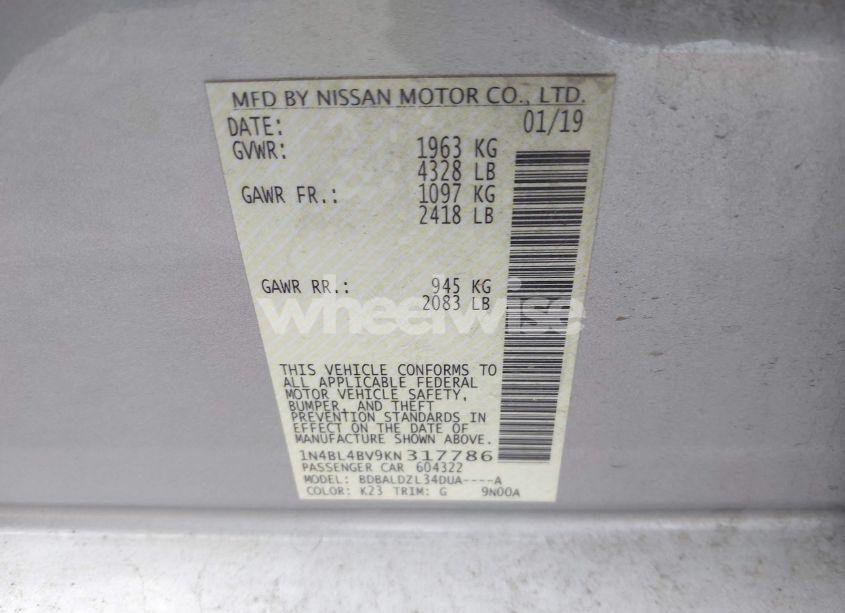 MFD BY NISSAN MOTOR CO., LTD.
DATE: 01/19
GVWR: 1963 KG
4328 LB
GAWR FR.: 1097 KG
2418 LB
GAWR RR.: 945 KG
2083 LB
wheelwise
THIS VEHICLE CONFORMS TO
ALL APPLICABLE FEDERAL
MOTOR VEHICLE SAFETY,
BUMPER, AND THEFT
PREVENTION STANDARDS IN
EFFECT ON THE DATE OF
MANUFACTURE SHOWN ABOVE.
1N4BL4BV9KN317786
PASSENGER CAR 604322
MODEL: BDBALDZL34DUA----A
COLOR: K23 TRIM: G 9N00A